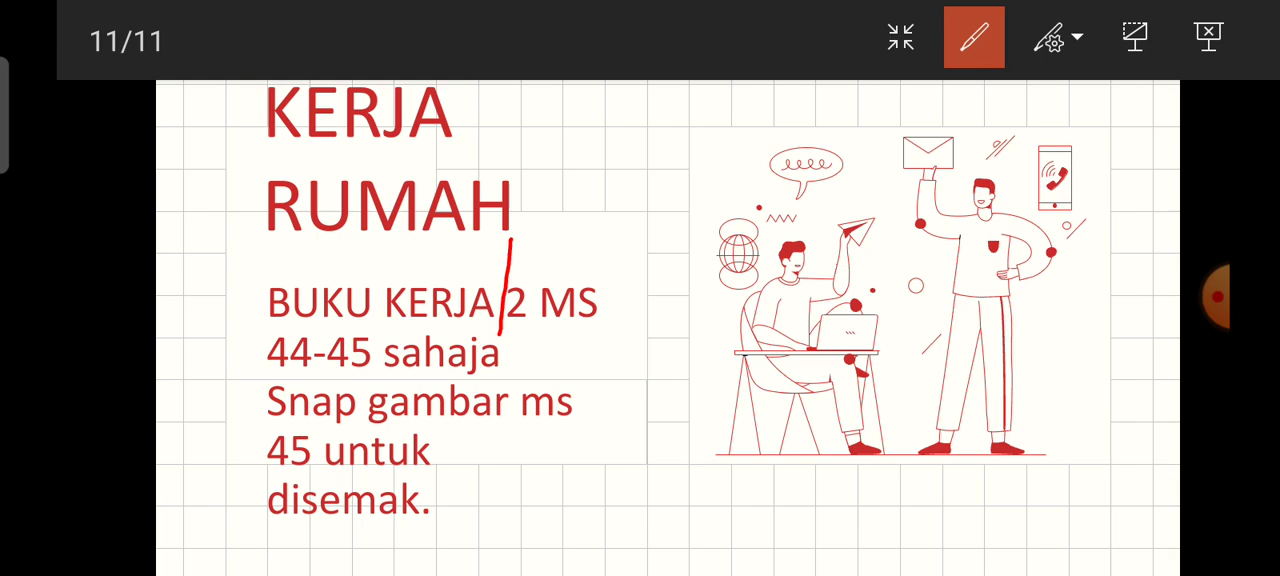 11/11
KERJA
RUMAH
BUKU KERJA 2 MS
44-45 sahaja
Snap gambar ms
45 untuk
disemak.